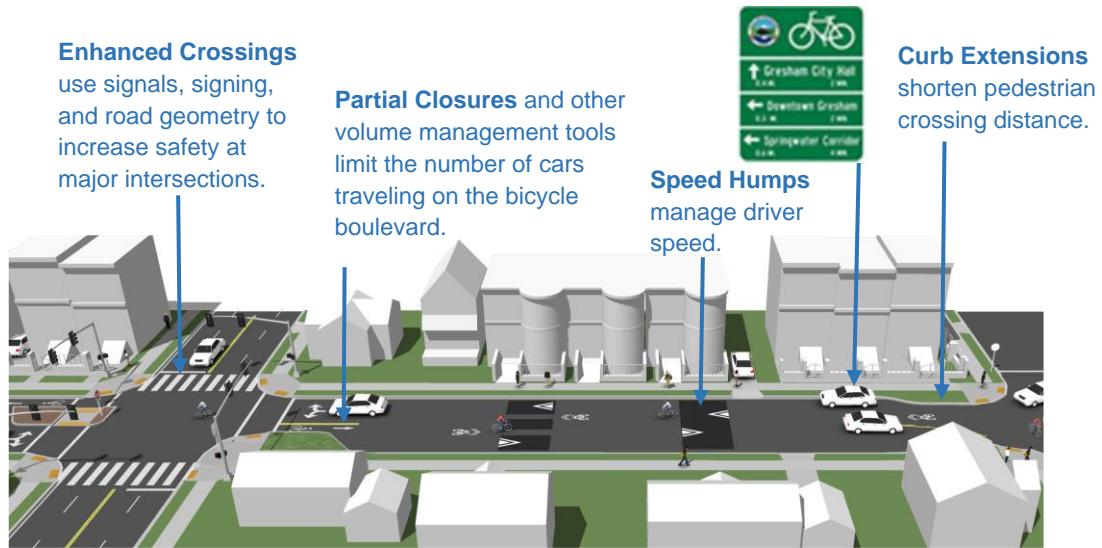 Enhanced Crossings
use signals, signing,
and road geometry to
increase safety at
major intersections.
Partial Closures and other
volume management tools
limit the number of cars
traveling on the bicycle
boulevard.
Gresham City Hall
Downtown Gresham
Springwater Corridor
Speed Humps
manage driver
speed.
Curb Extensions
shorten pedestrian
crossing distance.